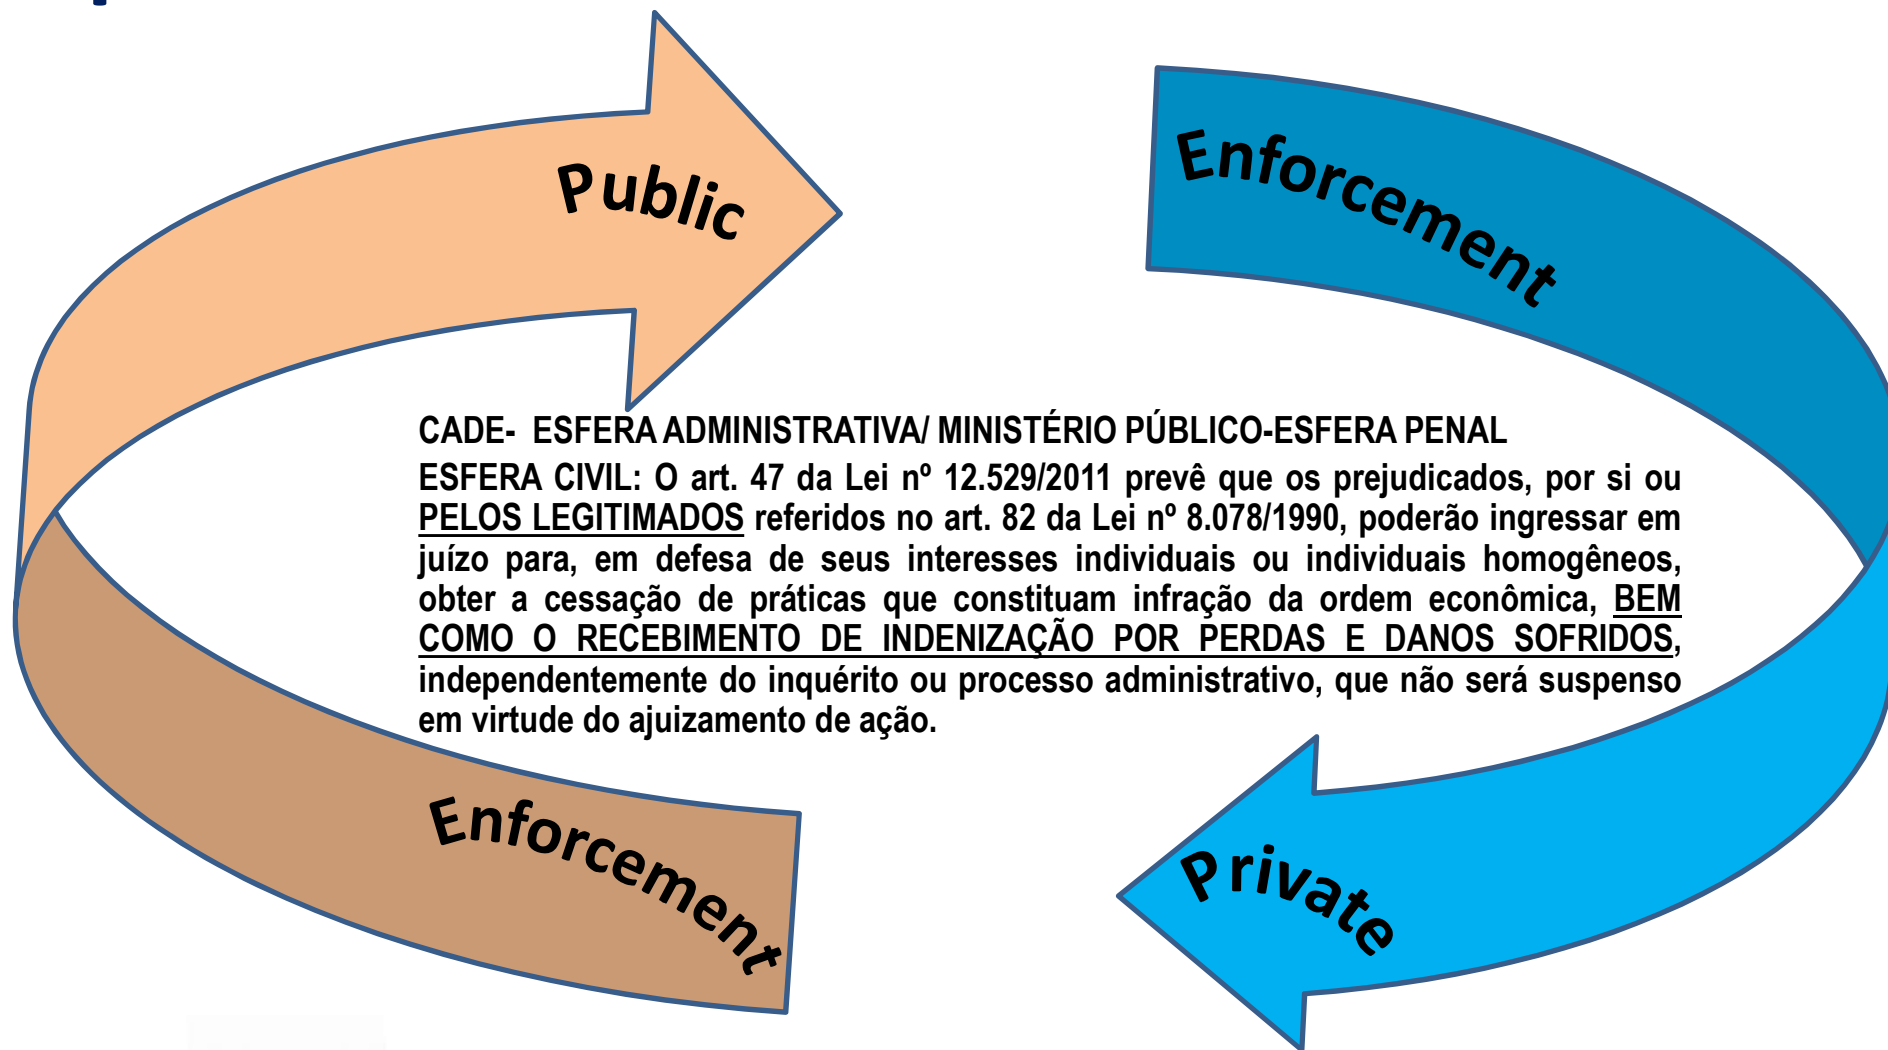 Public
Enforcement
CADE- ESFERA ADMINISTRATIVA/ MINISTÉRIO PÚBLICO-ESFERA PENAL
ESFERA CIVIL: O art. 47 da Lei nº 12.529/2011 prevê que os prejudicados, por si ou
PELOS LEGITIMADOS referidos no art. 82 da Lei nº 8.078/1990, poderão ingressar em
juízo para, em defesa de seus interesses individuais ou individuais homogêneos,
obter a cessação de práticas que constituam infração da ordem econômica, BEM
COMO O RECEBIMENTO DE INDENIZAÇÃO POR PERDAS E DANOS SOFRIDOS,
independentemente do inquérito ou processo administrativo, que não será suspenso
em virtude do ajuizamento de ação.
Enforcement
Private